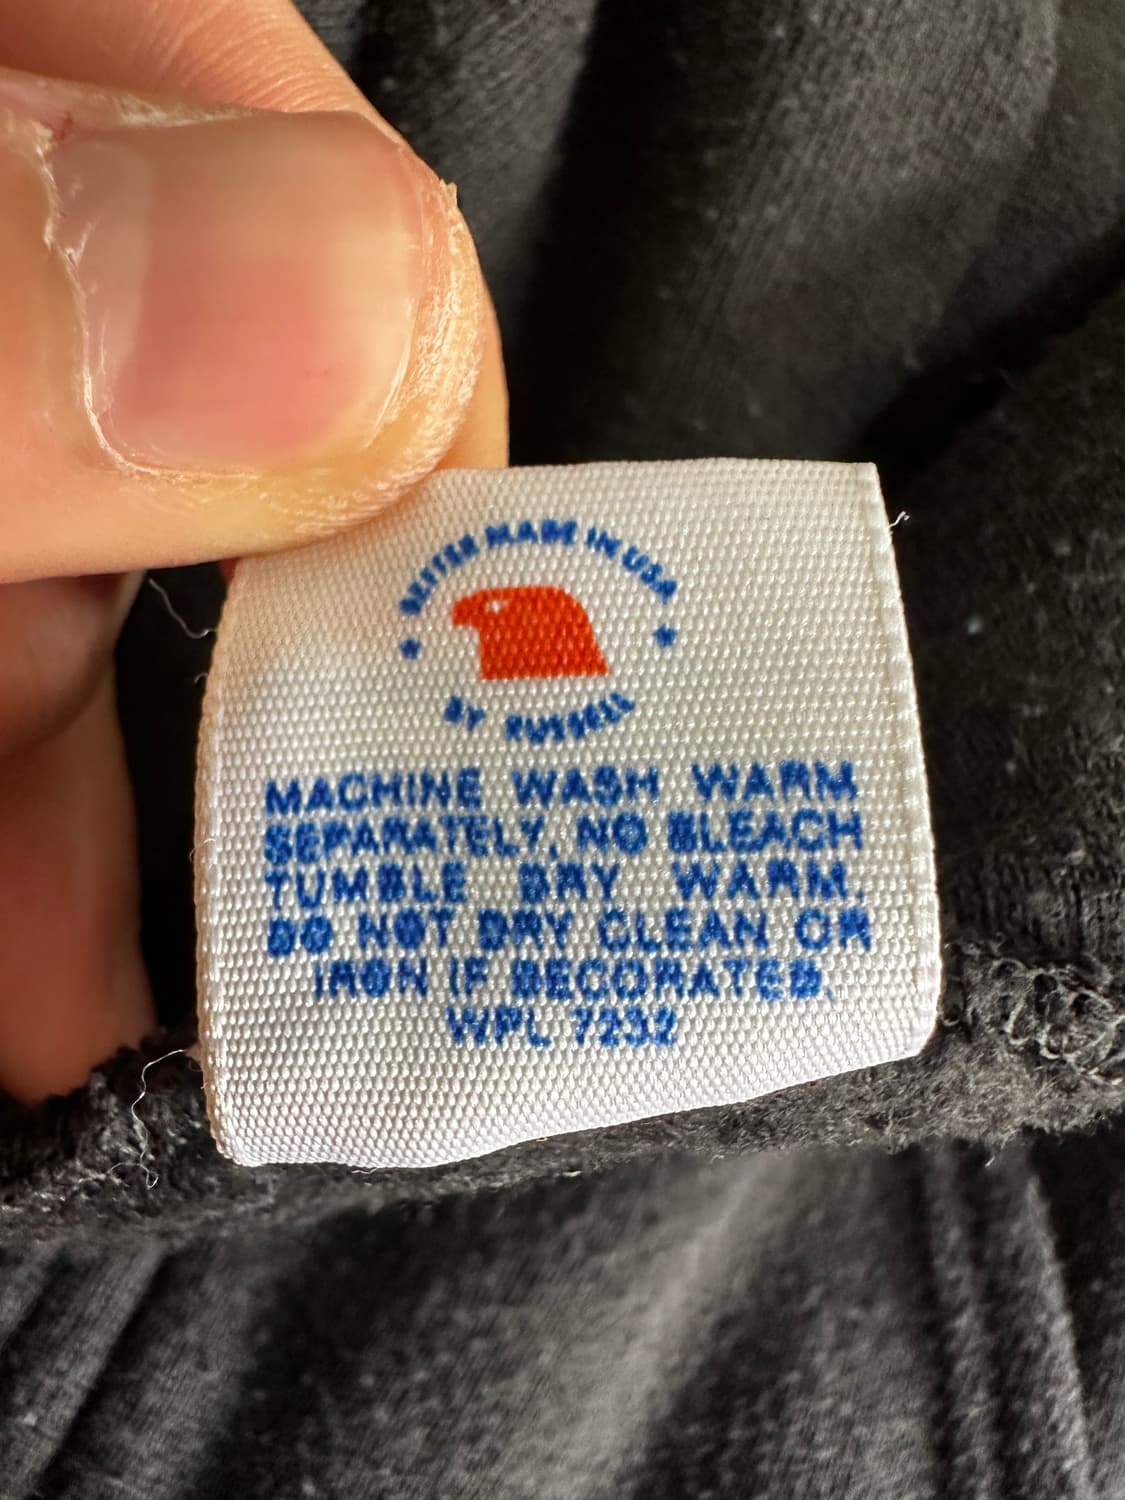 BETTER MADE IN USA
BY RUSSELL
MACHINE WASH WARM
SEPARATELY, NO BLEACH
TUMBLE DRY WARM.
DO NOT DRY CLEAN OR
IRON IF DECORATED.
WPL 7232